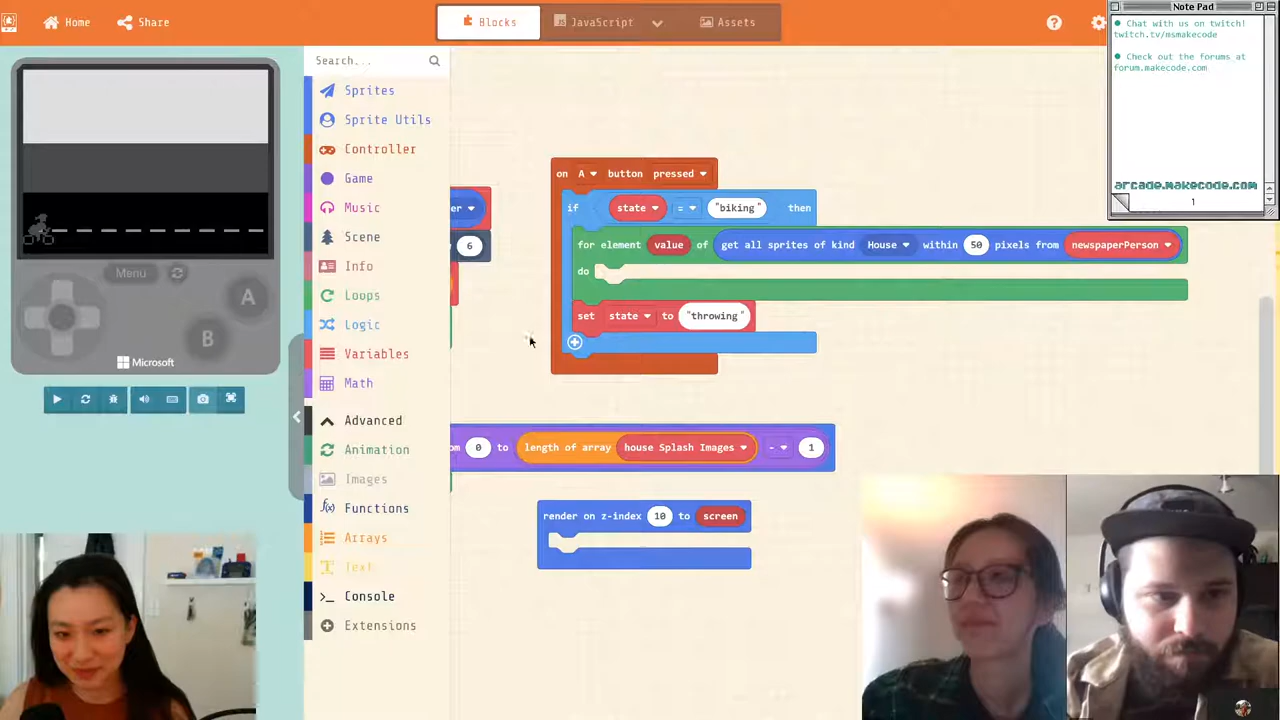 Home
Share
Blocks
JavaScript
Assets
Note Pad
Chat with us on twitch!
twitch.tv/msmakecode
Check out the forums at
forum.makecode.com
arcade.makecode.com
1
Search...
Sprites
Sprite Utils
Controller
Game
Music
Scene
Info
Loops
Logic
Variables
Math
Advanced
Animation
Images
Functions
Arrays
Text
Console
Extensions
Menu
A
B
Microsoft
er
6
on A button pressed
if state = "biking" then
for element value of get all sprites of kind House within 50 pixels from newspaperPerson
do
set state to "throwing"
om 0 to length of array house Splash Images - 1
render on z-index 10 to screen